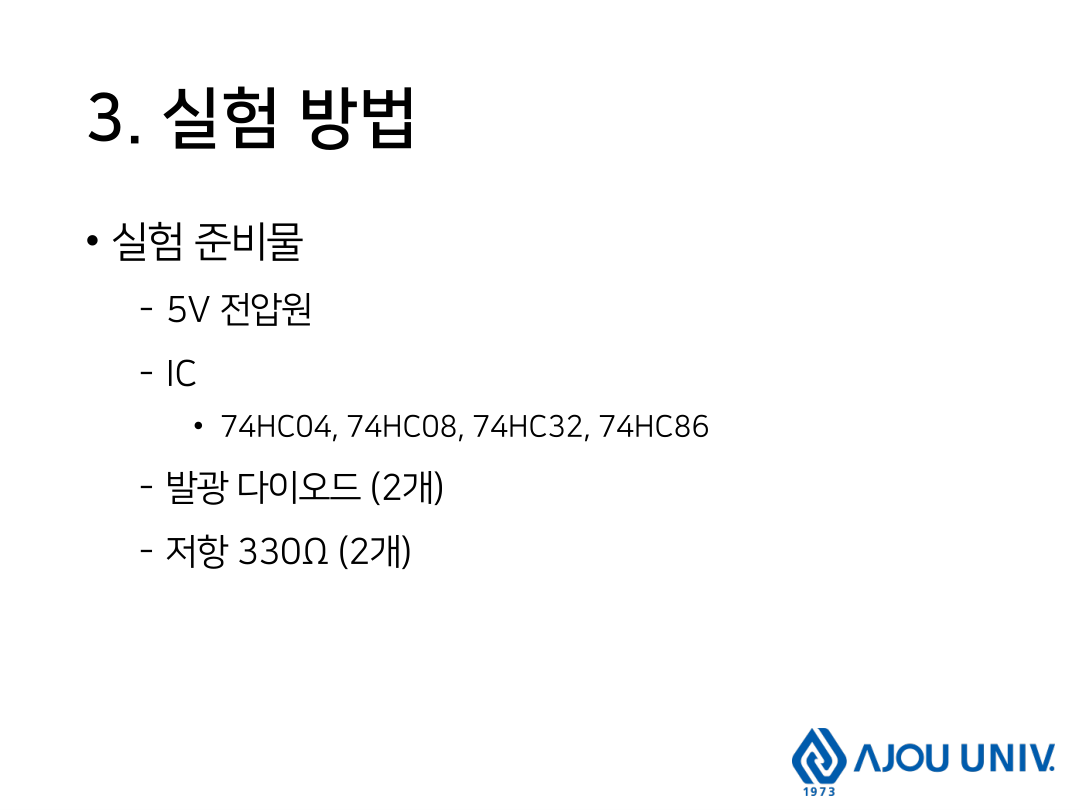 3. 실험 방법
• 실험 준비물
- 5V 전압원
- IC
• 74HC04, 74HC08, 74HC32, 74HC86
- 발광 다이오드 (2개)
- 저항 330Ω (2개)
AJOU UNIV.
1973